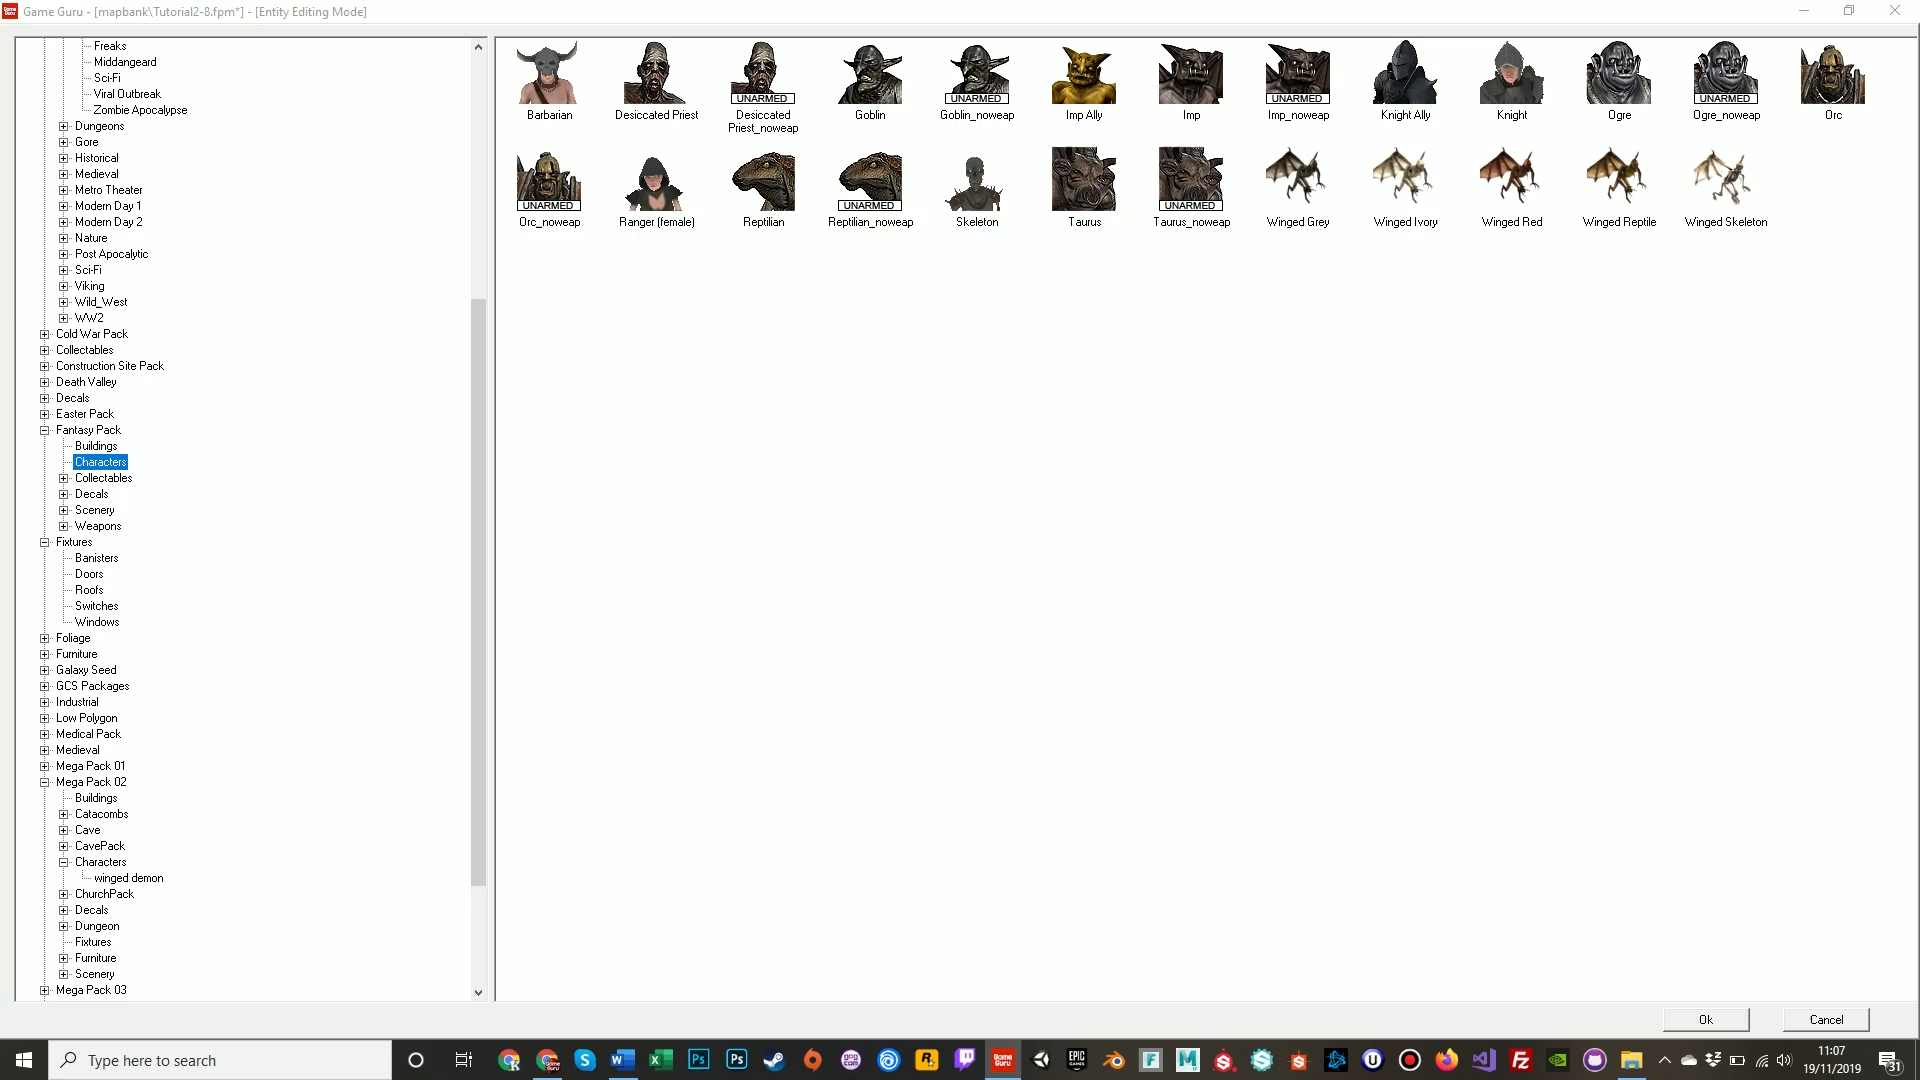 Game Guru - [mapbank\Tutorial2-8.fpm*] - [Entity Editing Mode]
Freaks
Middangeard
Sci-Fi
Viral Outbreak
Zombie Apocalypse
Dungeons
Gore
Historical
Medieval
Metro Theater
Modern Day 1
Modern Day 2
Nature
Post Apocalytic
Sci-Fi
Viking
Wild_West
WW2
Cold War Pack
Collectables
Construction Site Pack
Death Valley
Decals
Easter Pack
Fantasy Pack
Buildings
Characters
Collectables
Decals
Scenery
Weapons
Fixtures
Banisters
Doors
Roofs
Switches
Windows
Foliage
Furniture
Galaxy Seed
GCS Packages
Industrial
Low Polygon
Medical Pack
Medieval
Mega Pack 01
Mega Pack 02
Buildings
Catacombs
Cave
CavePack
Characters
winged demon
ChurchPack
Decals
Dungeon
Fixtures
Furniture
Scenery
Mega Pack 03
UNARMED UNARMED UNARMED UNARMED
Barbarian Desiccated Priest Desiccated Goblin Goblin_noweap Imp Ally Imp Imp_noweap Knight Ally Knight Ogre Ogre_noweap Orc
Priest_noweap
UNARMED UNARMED UNARMED
Orc_noweap Ranger (female) Reptilian Reptilian_noweap Skeleton Taurus Taurus_noweap Winged Grey Winged Ivory Winged Red Winged Reptile Winged Skeleton
Ok Cancel
Type here to search
11:07
19/11/2019
31